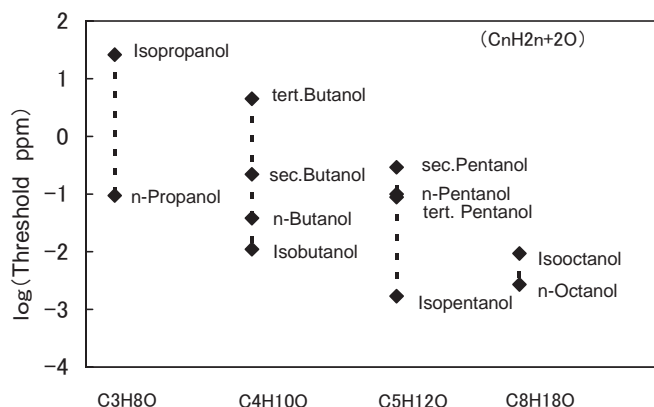 2
1
0
−1
−2
−3
−4
log(Threshold ppm)
(CnH2n+2O)
Isopropanol
n-Propanol
tert.Butanol
sec.Butanol
n-Butanol
Isobutanol
sec.Pentanol
n-Pentanol
tert. Pentanol
Isopentanol
Isooctanol
n-Octanol
C3H8O
C4H10O
C5H12O
C8H18O